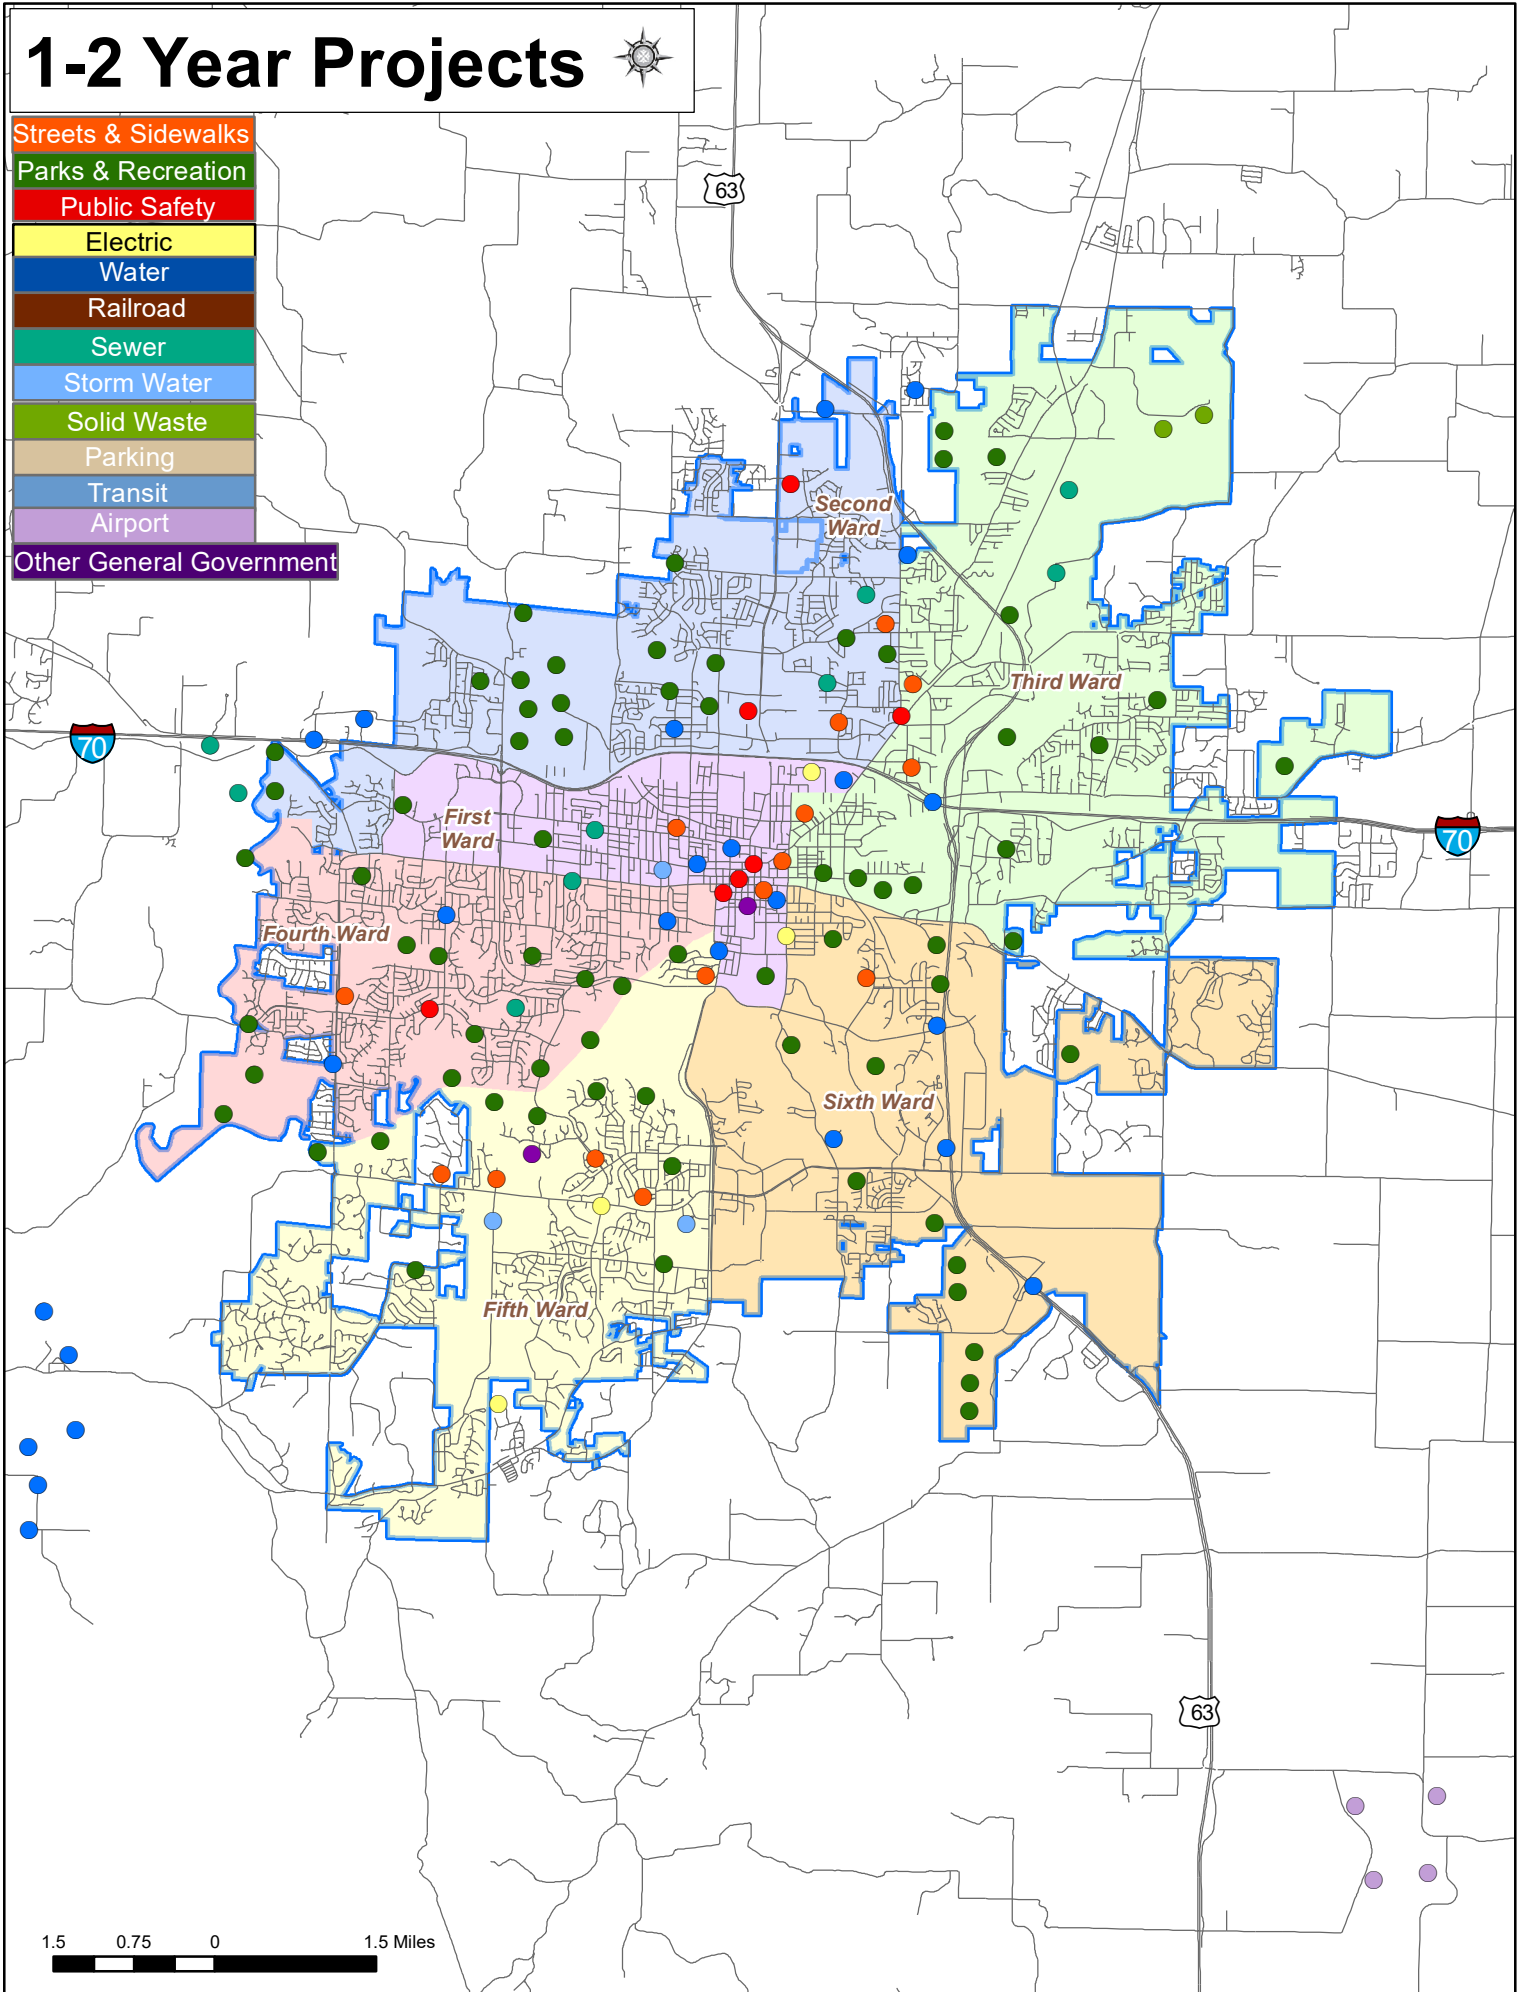 1-2 Year Projects
Streets & Sidewalks
Parks & Recreation
Public Safety
Electric
Water
Railroad
Sewer
Storm Water
Solid Waste
Parking
Transit
Airport
Other General Government
63
Second
Ward
Third Ward
70
First
Ward
70
Fourth Ward
Sixth Ward
Fifth Ward
63
1.5 0.75 0 1.5 Miles